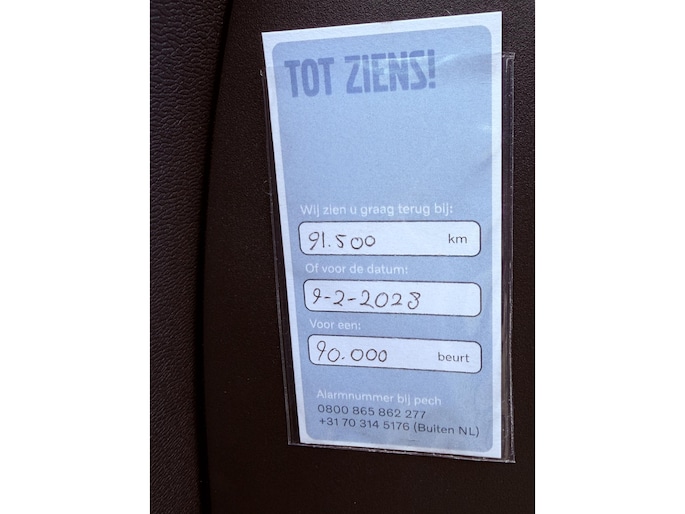 TOT ZIENS!
Wij zien u graag terug bij:
91.500 km
Of voor de datum:
9-2-2023
Voor een:
90.000 beurt
Alarmnummer bij pech
0800 865 862 277
+31 70 314 5176 (Buiten NL)